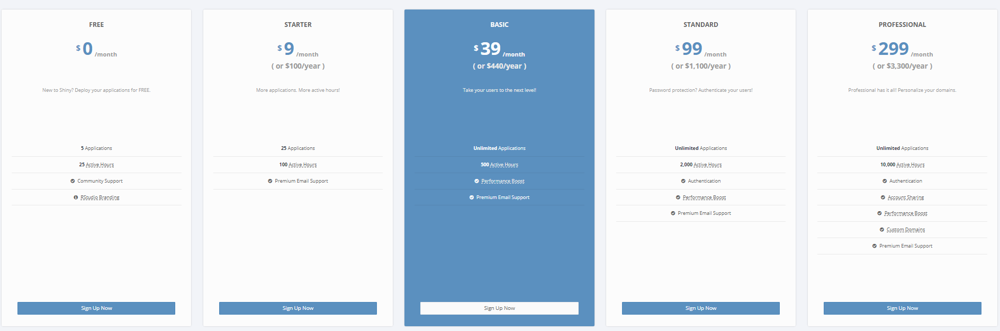 FREE
$ 0 /month
New to Shiny? Deploy your applications for FREE.
5 Applications
25 Active Hours
Community Support
RStudio Branding
Sign Up Now
STARTER
$ 9 /month
( or $100/year )
More applications. More active hours!
25 Applications
100 Active Hours
Premium Email Support
Sign Up Now
BASIC
$ 39 /month
( or $440/year )
Take your users to the next level!
Unlimited Applications
500 Active Hours
Performance Boost
Premium Email Support
Sign Up Now
STANDARD
$ 99 /month
( or $1,100/year )
Password protection? Authenticate your users!
Unlimited Applications
2,000 Active Hours
Authentication
Performance Boost
Premium Email Support
Sign Up Now
PROFESSIONAL
$ 299 /month
( or $3,300/year )
Professional has it all! Personalize your domains.
Unlimited Applications
10,000 Active Hours
Authentication
Account Sharing
Performance Boost
Custom Domains
Premium Email Support
Sign Up Now